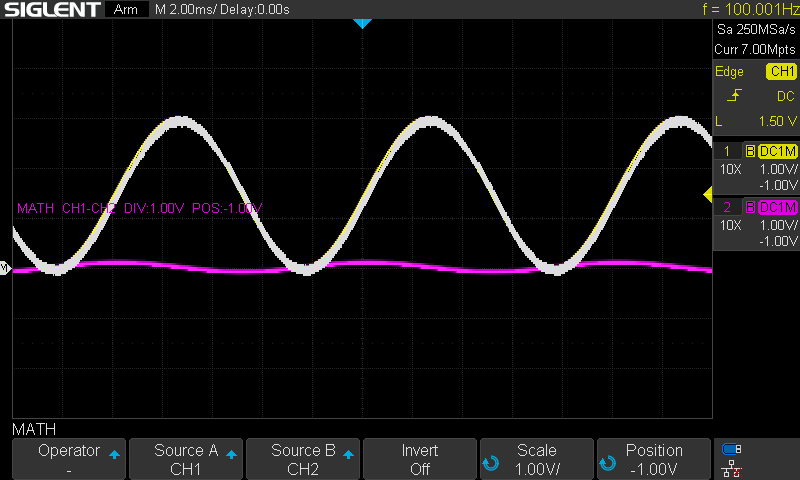 SIGLENT Arm M 2.00ms/ Delay:0.00s f = 100.001Hz
Sa 250MSa/s
Curr 7.00Mpts
Edge CH1
DC
L 1.50 V
1 B DC1M
10X 1.00V/
-1.00V
2 B DC1M
10X 1.00V/
-1.00V
MATH CH1-CH2 DIV:1.00V POS:-1.00V
M
MATH
Operator Source A Source B Invert Scale Position
- CH1 CH2 Off 1.00V/ -1.00V